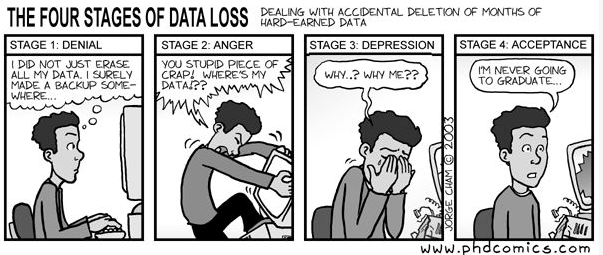 THE FOUR STAGES OF DATA LOSS
DEALING WITH ACCIDENTAL DELETION OF MONTHS OF
HARD-EARNED DATA
STAGE 1: DENIAL
I DID NOT JUST ERASE
ALL MY DATA. I SURELY
MADE A BACKUP SOME-
WHERE...
STAGE 2: ANGER
YOU STUPID PIECE OF
CRAP! WHERE'S MY
DATA!??
STAGE 3: DEPRESSION
WHY..? WHY ME??
JORGE CHAM © 2003
STAGE 4: ACCEPTANCE
I'M NEVER GOING
TO GRADUATE...
www.phdcomics.com